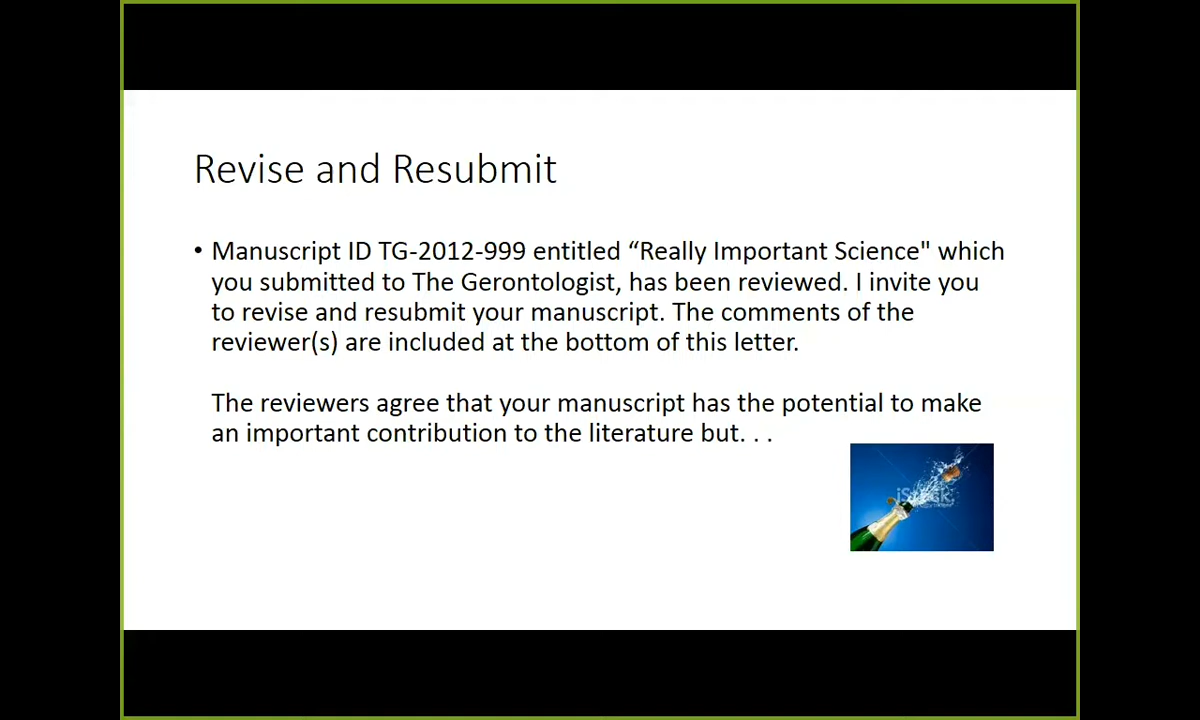 Revise and Resubmit
• Manuscript ID TG-2012-999 entitled “Really Important Science" which
you submitted to The Gerontologist, has been reviewed. I invite you
to revise and resubmit your manuscript. The comments of the
reviewer(s) are included at the bottom of this letter.
The reviewers agree that your manuscript has the potential to make
an important contribution to the literature but. . .
iStock